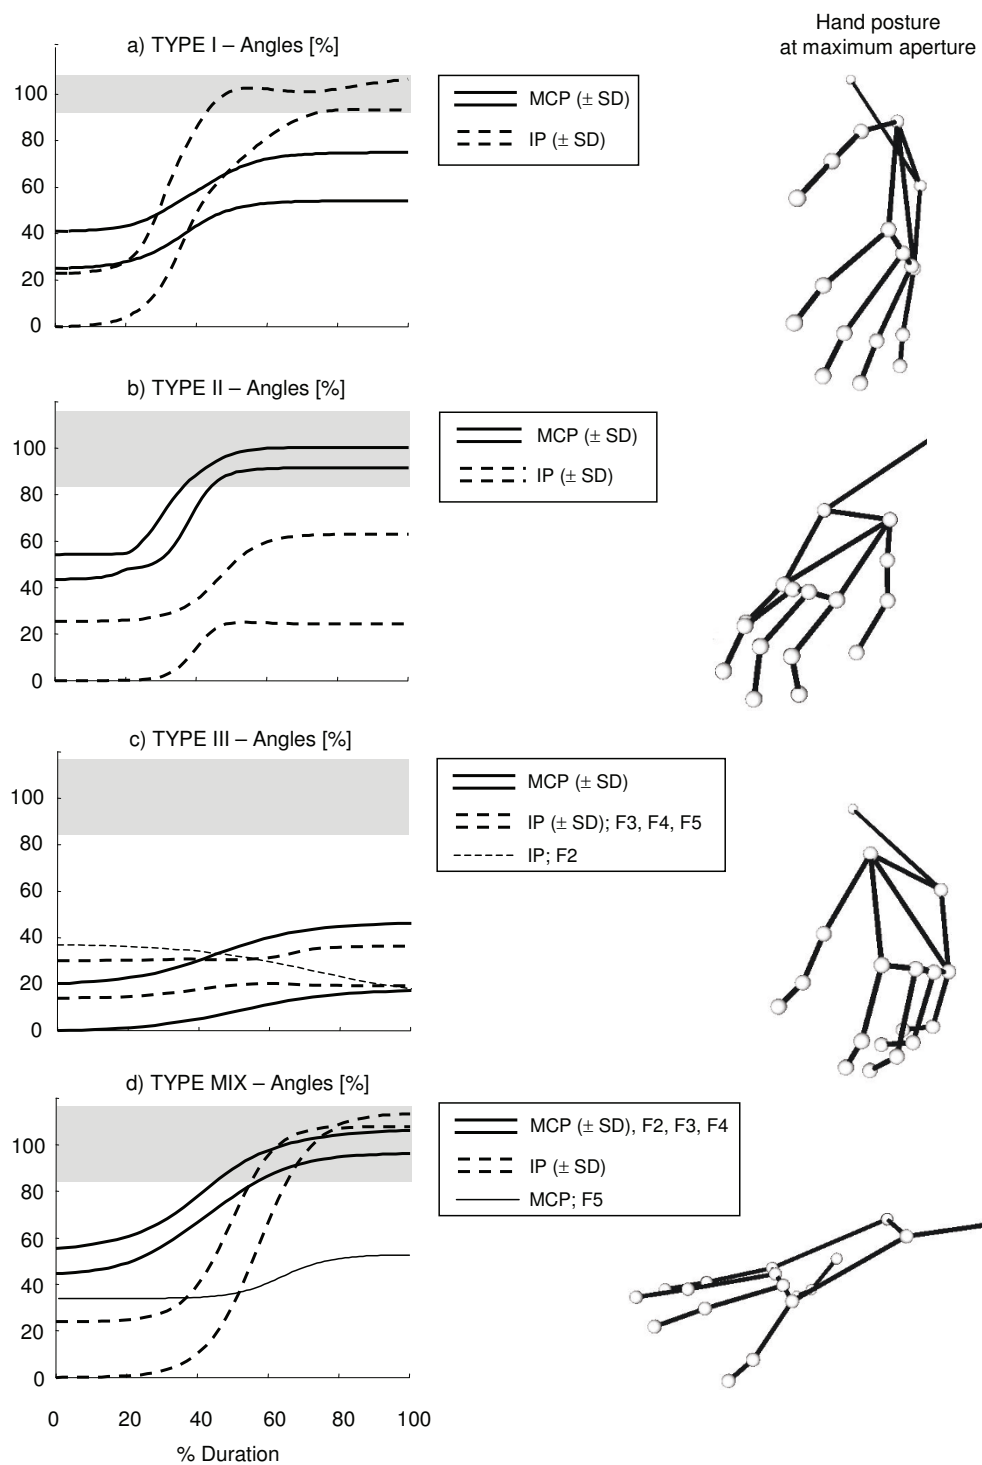 Hand posture
at maximum aperture
a) TYPE I – Angles [%]
100
80
60
40
20
0
MCP (± SD)
IP (± SD)
b) TYPE II – Angles [%]
100
80
60
40
20
0
MCP (± SD)
IP (± SD)
c) TYPE III – Angles [%]
100
80
60
40
20
0
MCP (± SD)
IP (± SD); F3, F4, F5
IP; F2
d) TYPE MIX – Angles [%]
100
80
60
40
20
0
MCP (± SD), F2, F3, F4
IP (± SD)
MCP; F5
0 20 40 60 80 100
% Duration